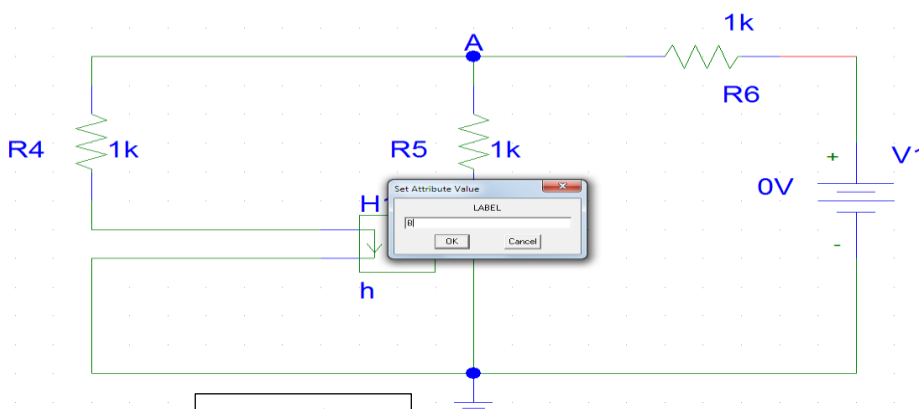 1k
A
R6
R4
1k
R5
1k
+
V1
0V
Set Attribute Value
LABEL
B
OK
Cancel
H1
-
h